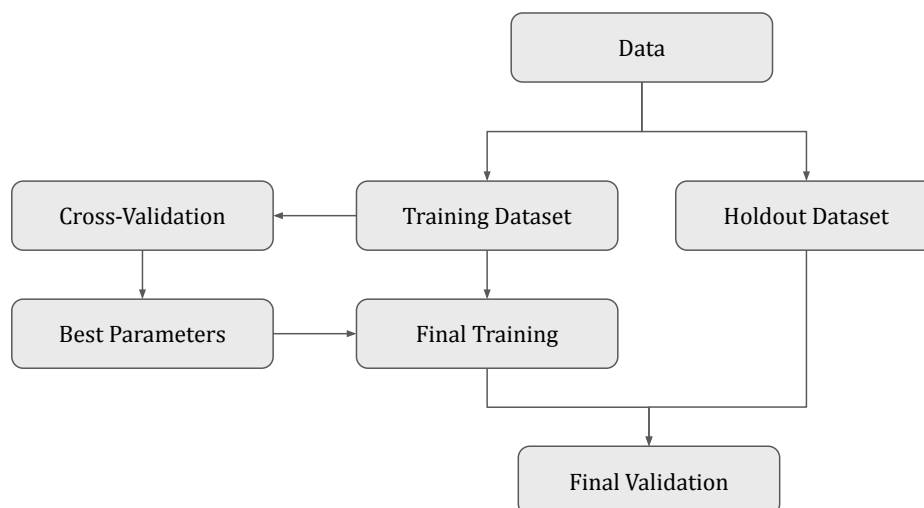 Data
Cross-Validation
Training Dataset
Holdout Dataset
Best Parameters
Final Training
Final Validation